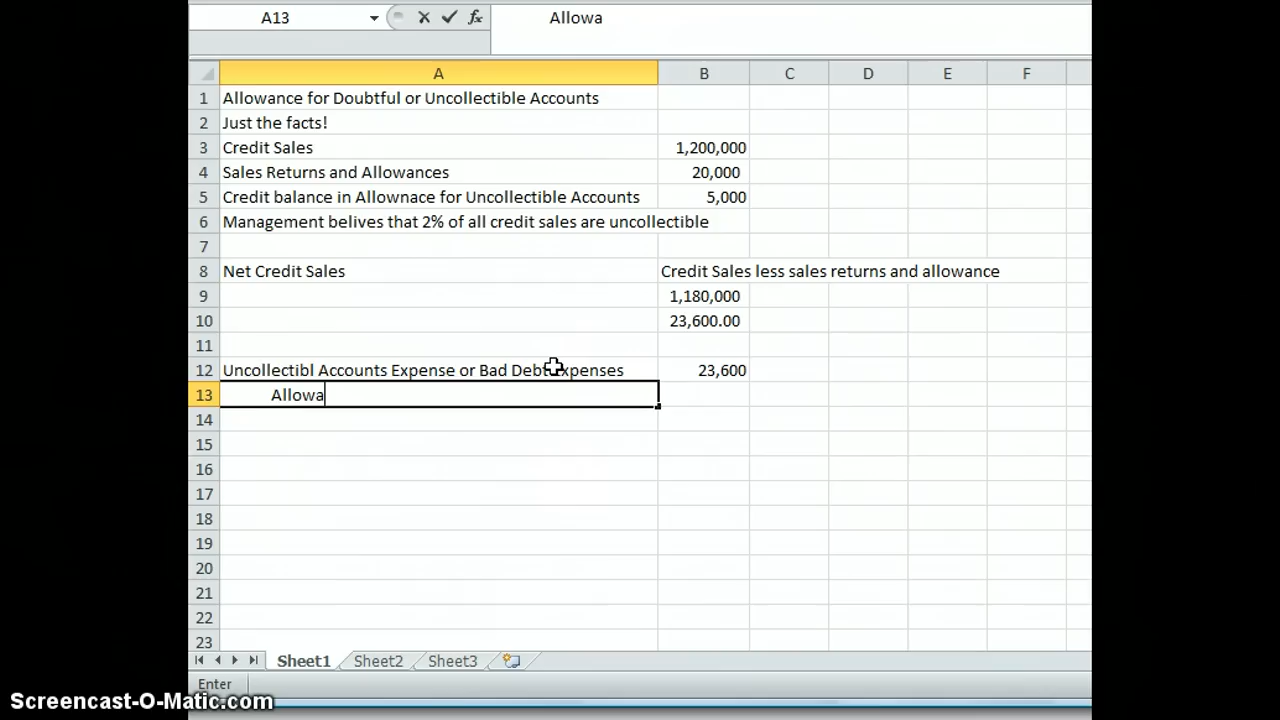 A13 fx Allowa
A B C D E F
1 Allowance for Doubtful or Uncollectible Accounts
2 Just the facts!
3 Credit Sales 1,200,000
4 Sales Returns and Allowances 20,000
5 Credit balance in Allownace for Uncollectible Accounts 5,000
6 Management belives that 2% of all credit sales are uncollectible
7
8 Net Credit Sales Credit Sales less sales returns and allowance
9 1,180,000
10 23,600.00
11
12 Uncollectibl Accounts Expense or Bad Debt Expenses 23,600
13 Allowa
14
15
16
17
18
19
20
21
22
23
Sheet1 Sheet2 Sheet3
Enter
Screencast-O-Matic.com